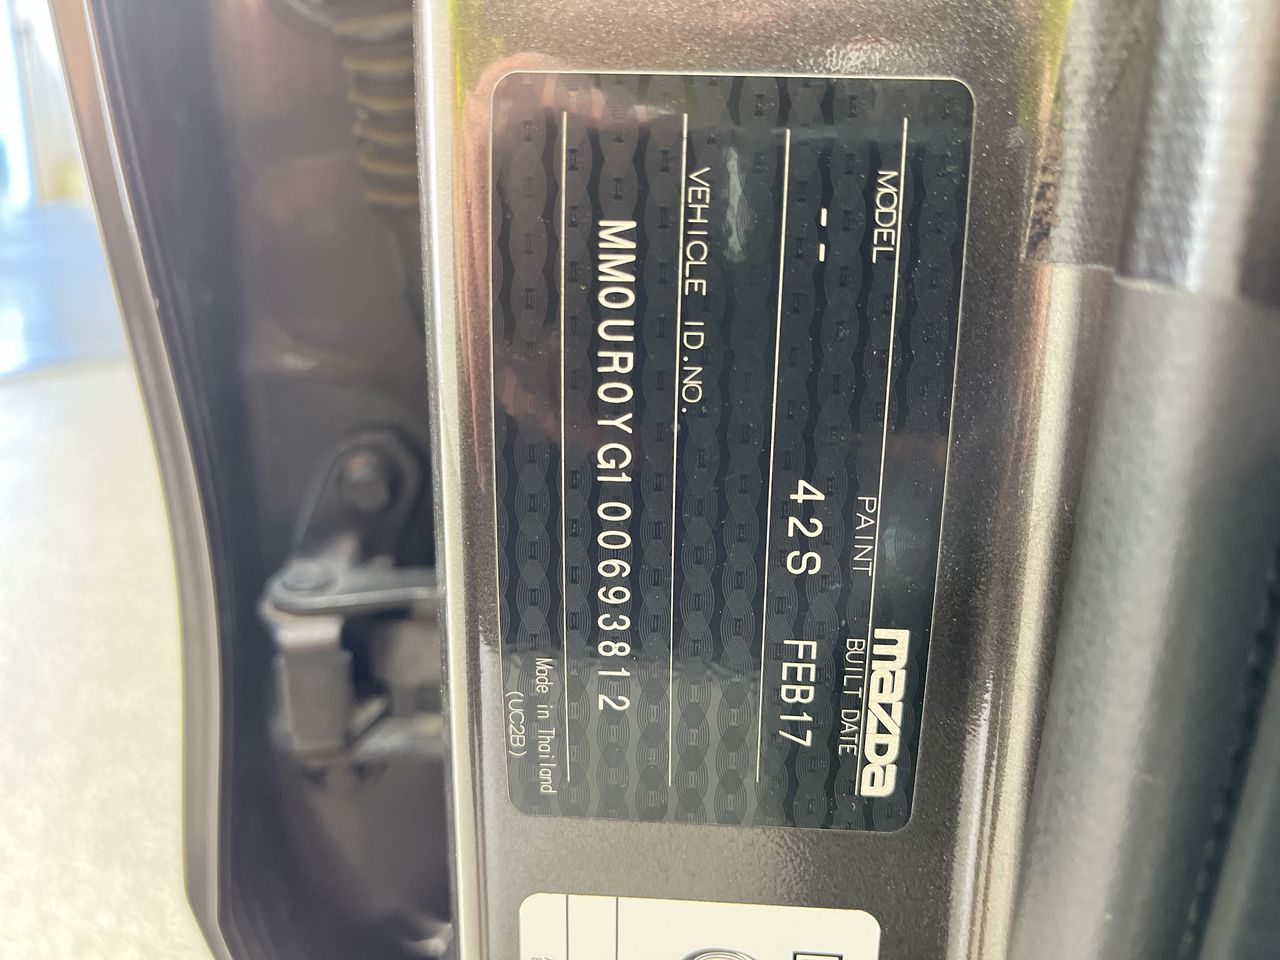 mazda
MODEL PAINT BUILT DATE
-- 42S FEB17
VEHICLE ID.NO.
MM0UR0YG100693812
Made in Thailand
(UC2B)